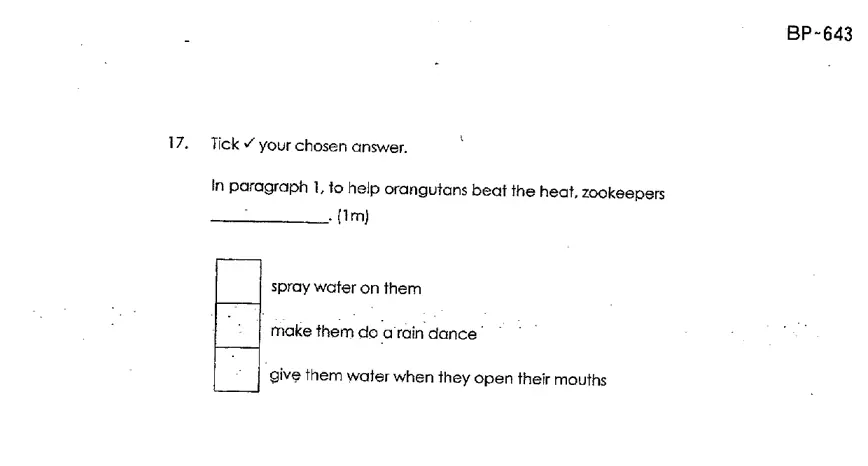 BP~643
17. Tick ✓ your chosen answer.
In paragraph 1, to help orangutans beat the heat, zookeepers
____________. (1m)
spray water on them
make them do a rain dance
give them water when they open their mouths